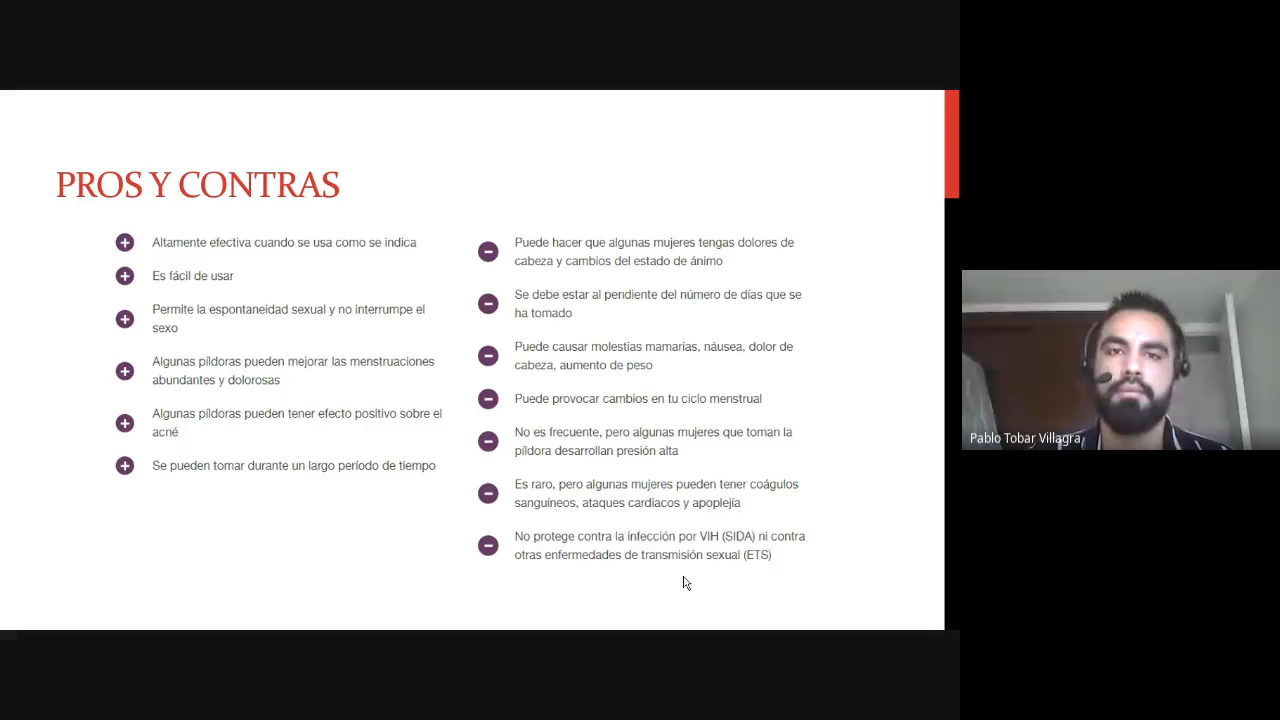 PROS Y CONTRAS
Altamente efectiva cuando se usa como se indica
Es fácil de usar
Permite la espontaneidad sexual y no interrumpe el
sexo
Algunas píldoras pueden mejorar las menstruaciones
abundantes y dolorosas
Algunas píldoras pueden tener efecto positivo sobre el
acné
Se pueden tomar durante un largo período de tiempo
Puede hacer que algunas mujeres tengas dolores de
cabeza y cambios del estado de ánimo
Se debe estar al pendiente del número de días que se
ha tomado
Puede causar molestias mamarias, náusea, dolor de
cabeza, aumento de peso
Puede provocar cambios en tu ciclo menstrual
No es frecuente, pero algunas mujeres que toman la
píldora desarrollan presión alta
Es raro, pero algunas mujeres pueden tener coágulos
sanguíneos, ataques cardiacos y apoplejía
No protege contra la infección por VIH (SIDA) ni contra
otras enfermedades de transmisión sexual (ETS)
Pablo Tobar Villagra